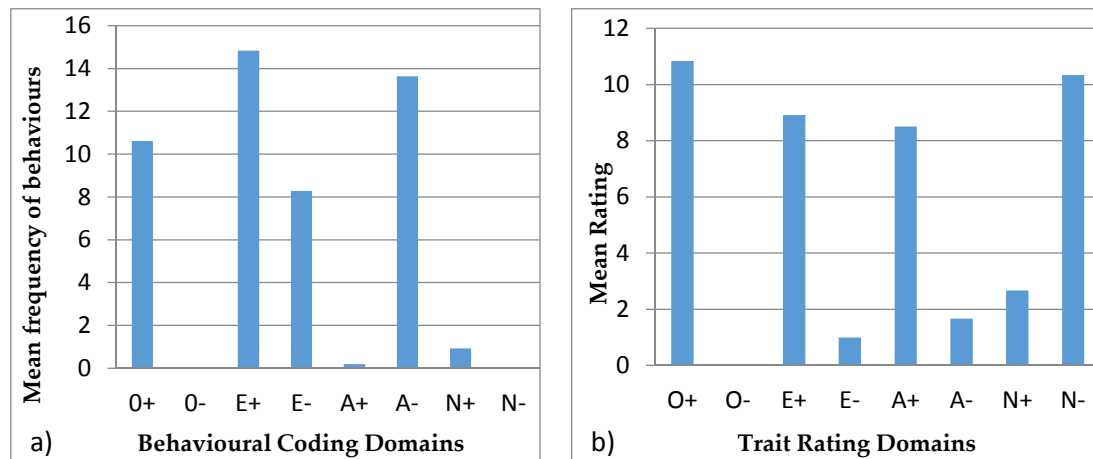 Mean frequency of behaviours
16
14
12
10
8
6
4
2
0
0+ 0- E+ E- A+ A- N+ N-
a) Behavioural Coding Domains
Mean Rating
12
10
8
6
4
2
0
O+ O- E+ E- A+ A- N+ N-
b) Trait Rating Domains